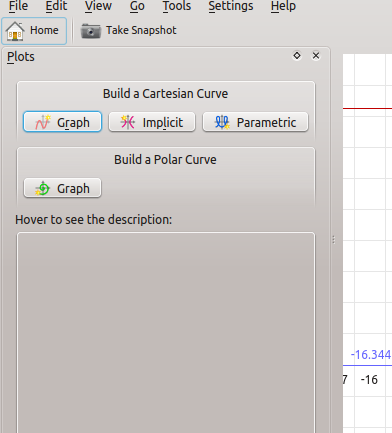 File Edit View Go Tools Settings Help
Home Take Snapshot
Plots
Build a Cartesian Curve
Graph Implicit Parametric
Build a Polar Curve
Graph
Hover to see the description:
-16.344
7 -16